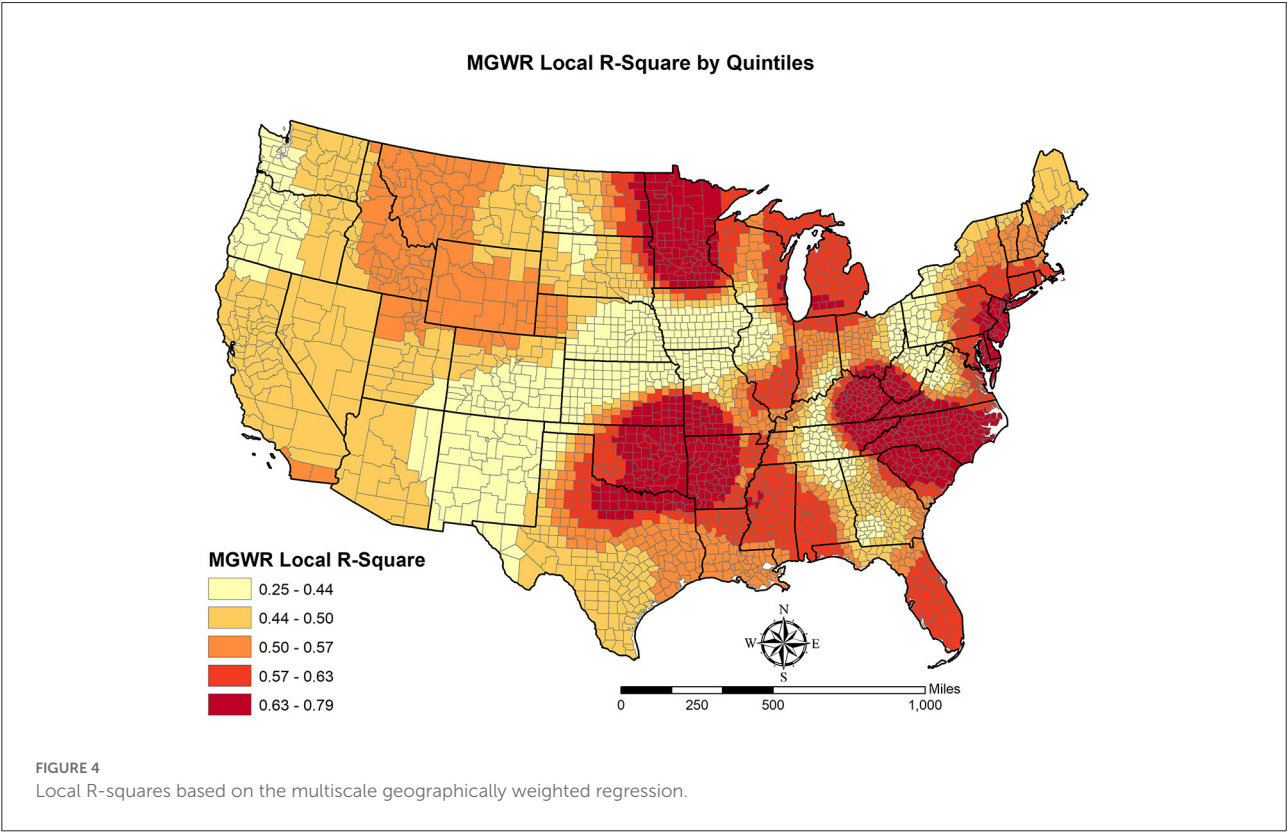 MGWR Local R-Square by Quintiles
MGWR Local R-Square
0.25 - 0.44
0.44 - 0.50
0.50 - 0.57
0.57 - 0.63
0.63 - 0.79
N
W E
S
Miles
0 250 500 1,000
FIGURE 4
Local R-squares based on the multiscale geographically weighted regression.